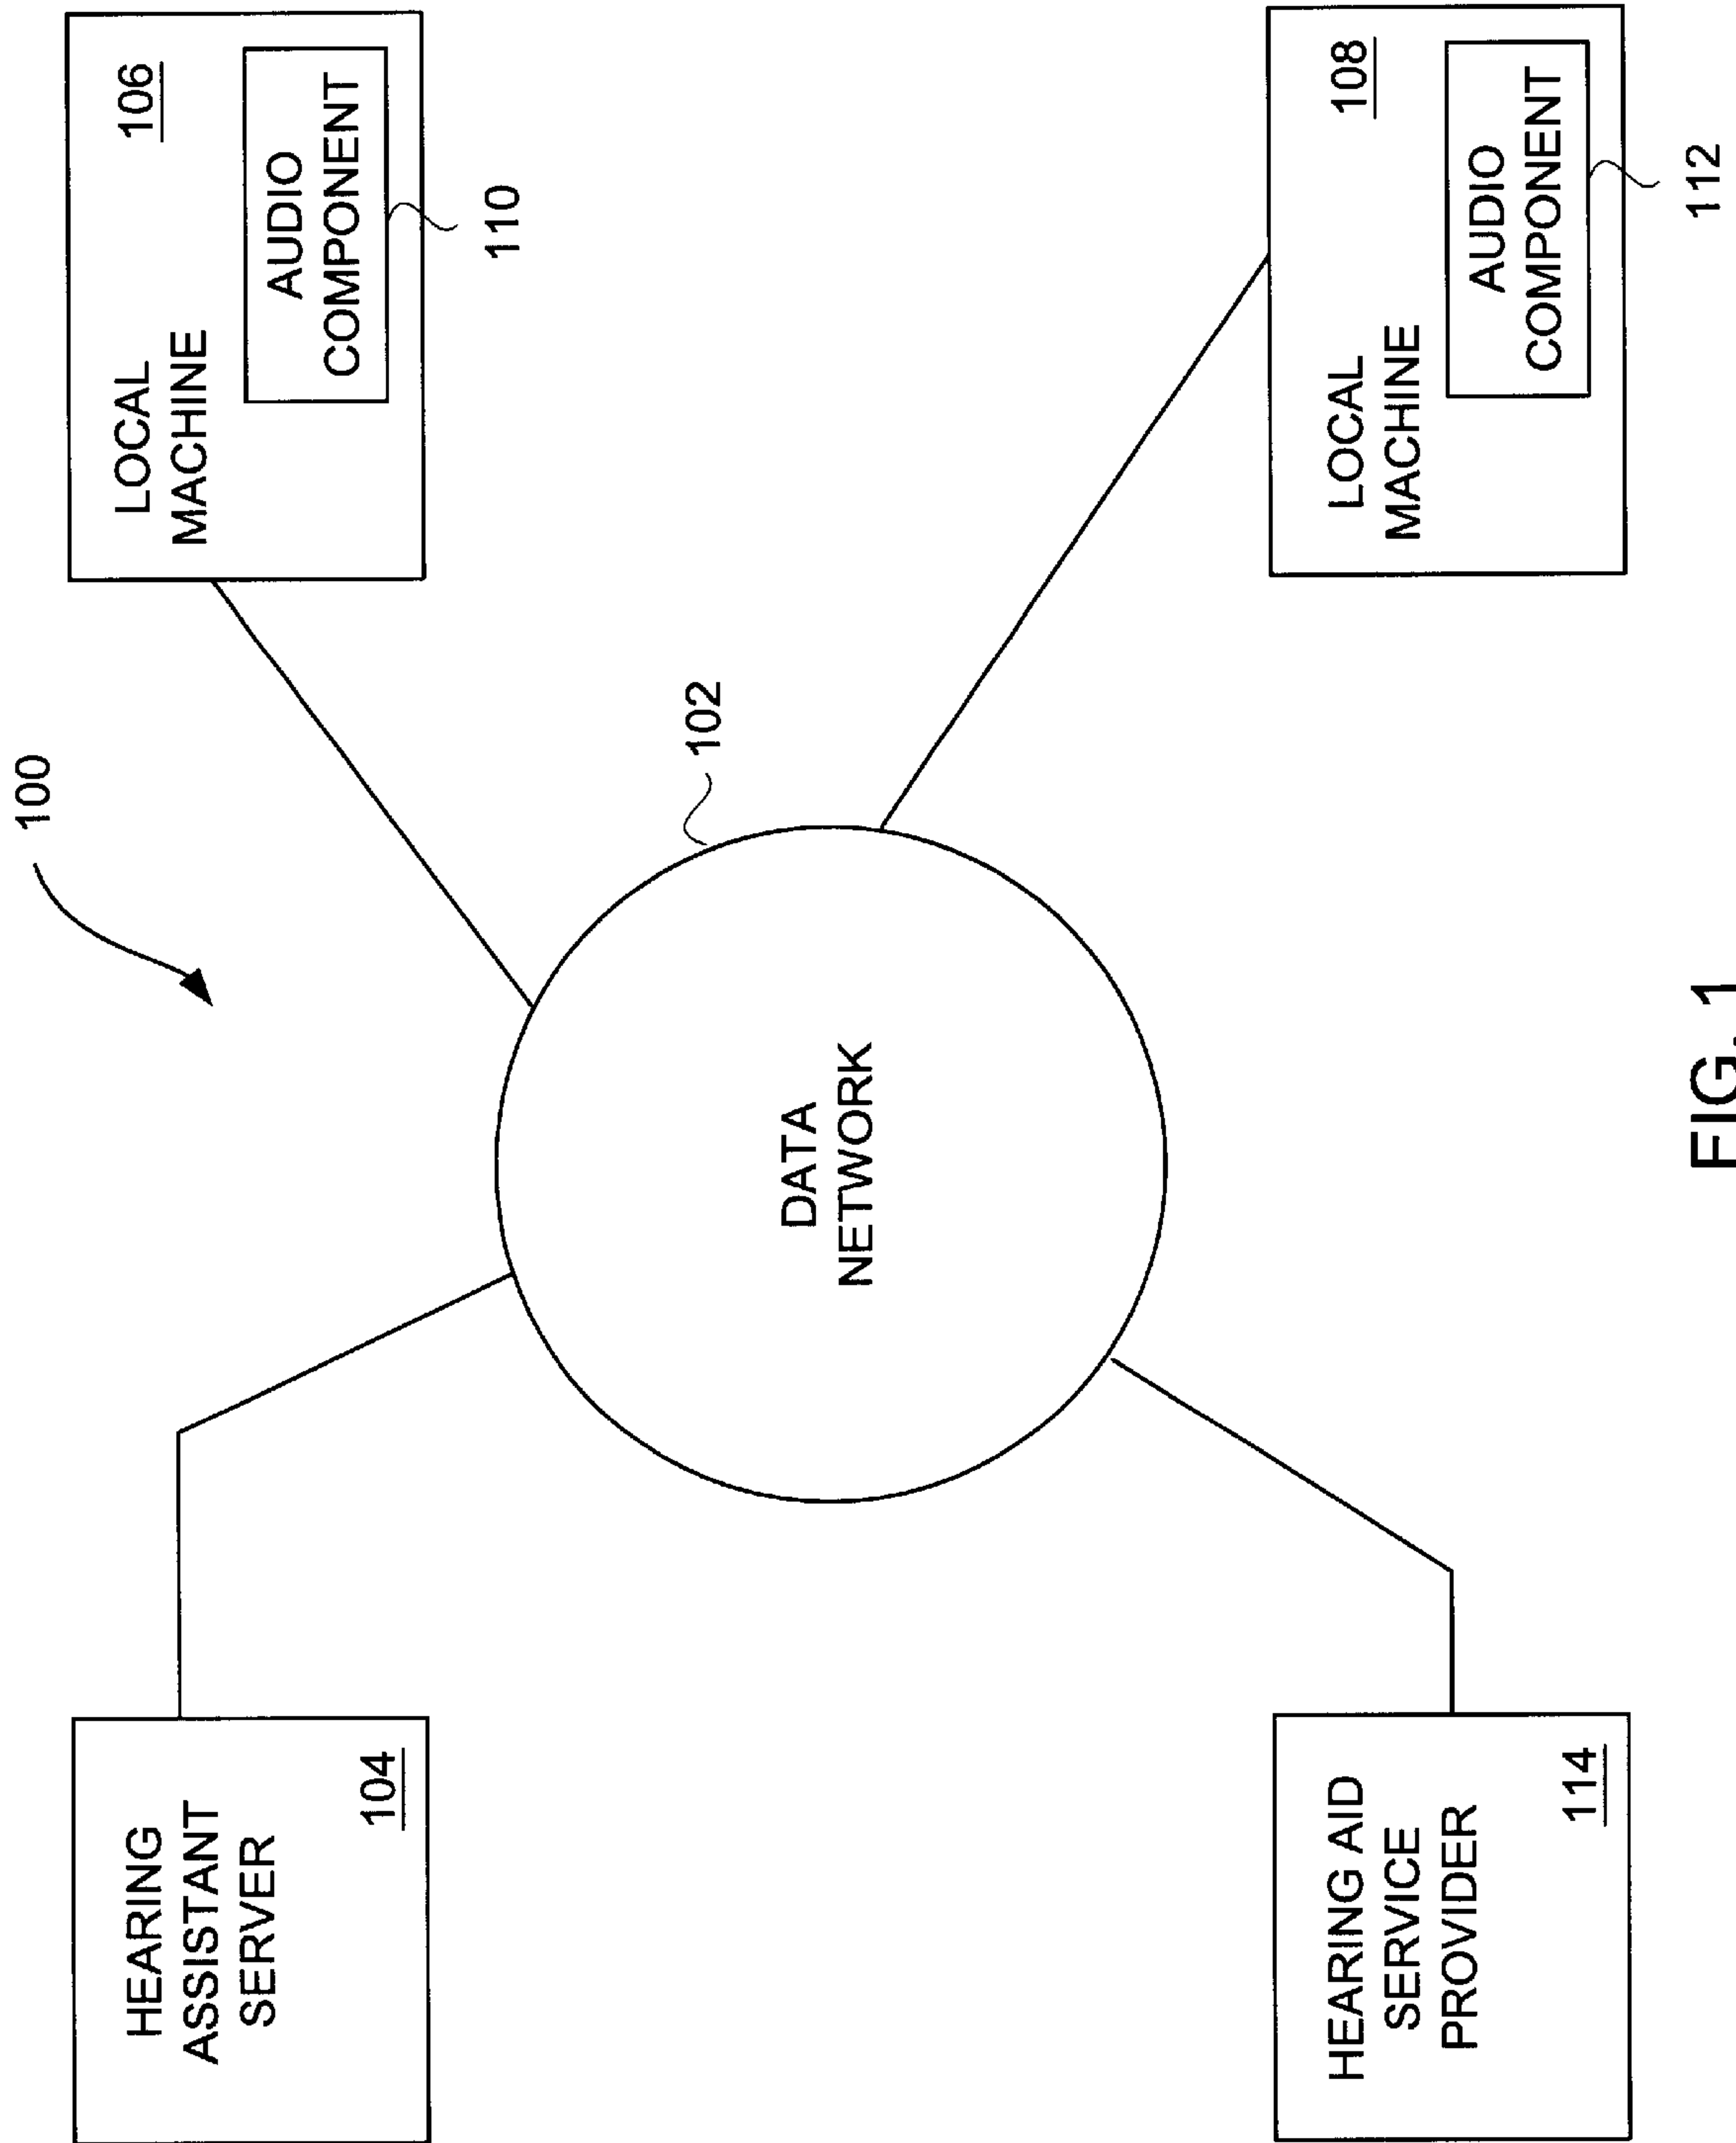 100
HEARING
ASSISTANT
SERVER
104
LOCAL
MACHINE
106
AUDIO
COMPONENT
110
102
DATA
NETWORK
HEARING AID
SERVICE
PROVIDER
114
LOCAL
MACHINE
108
AUDIO
COMPONENT
112
FIG. 1